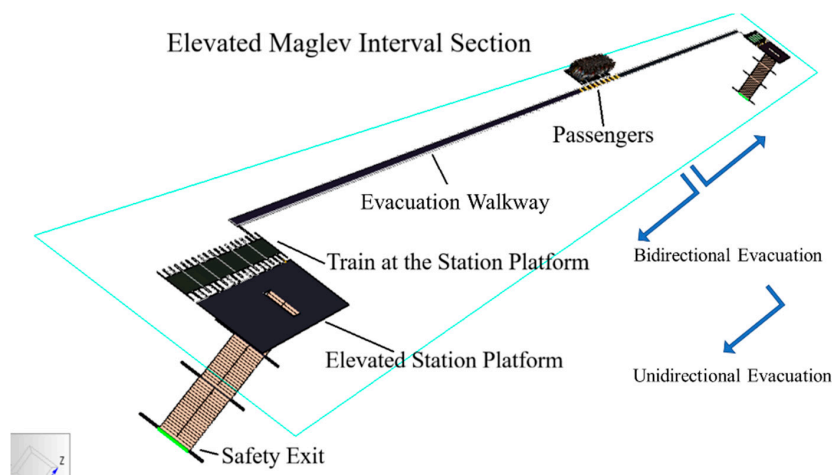 Elevated Maglev Interval Section
Passengers
Evacuation Walkway
Train at the Station Platform
Bidirectional Evacuation
Elevated Station Platform
Unidirectional Evacuation
Safety Exit
Z